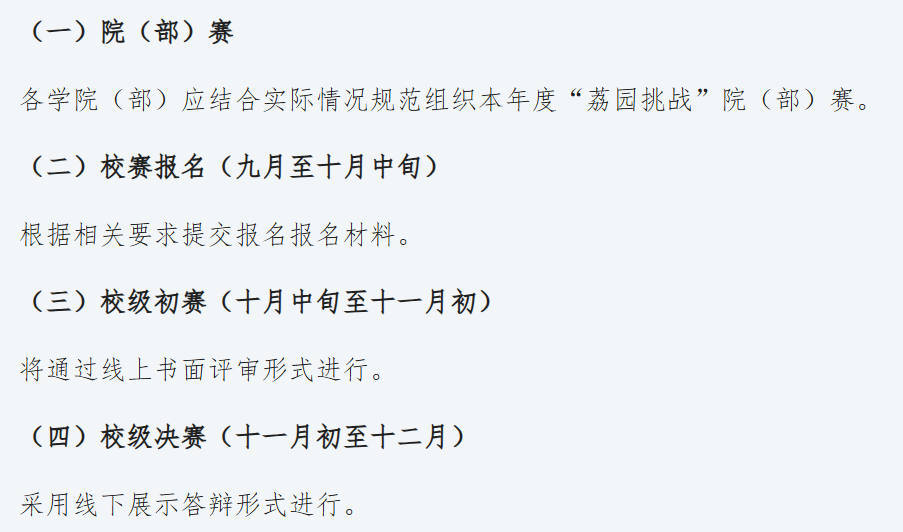 （一）院（部）赛
各学院（部）应结合实际情况规范组织本年度“荔园挑战”院（部）赛。
（二）校赛报名（九月至十月中旬）
根据相关要求提交报名报名材料。
（三）校级初赛（十月中旬至十一月初）
将通过线上书面评审形式进行。
（四）校级决赛（十一月初至十二月）
采用线下展示答辩形式进行。